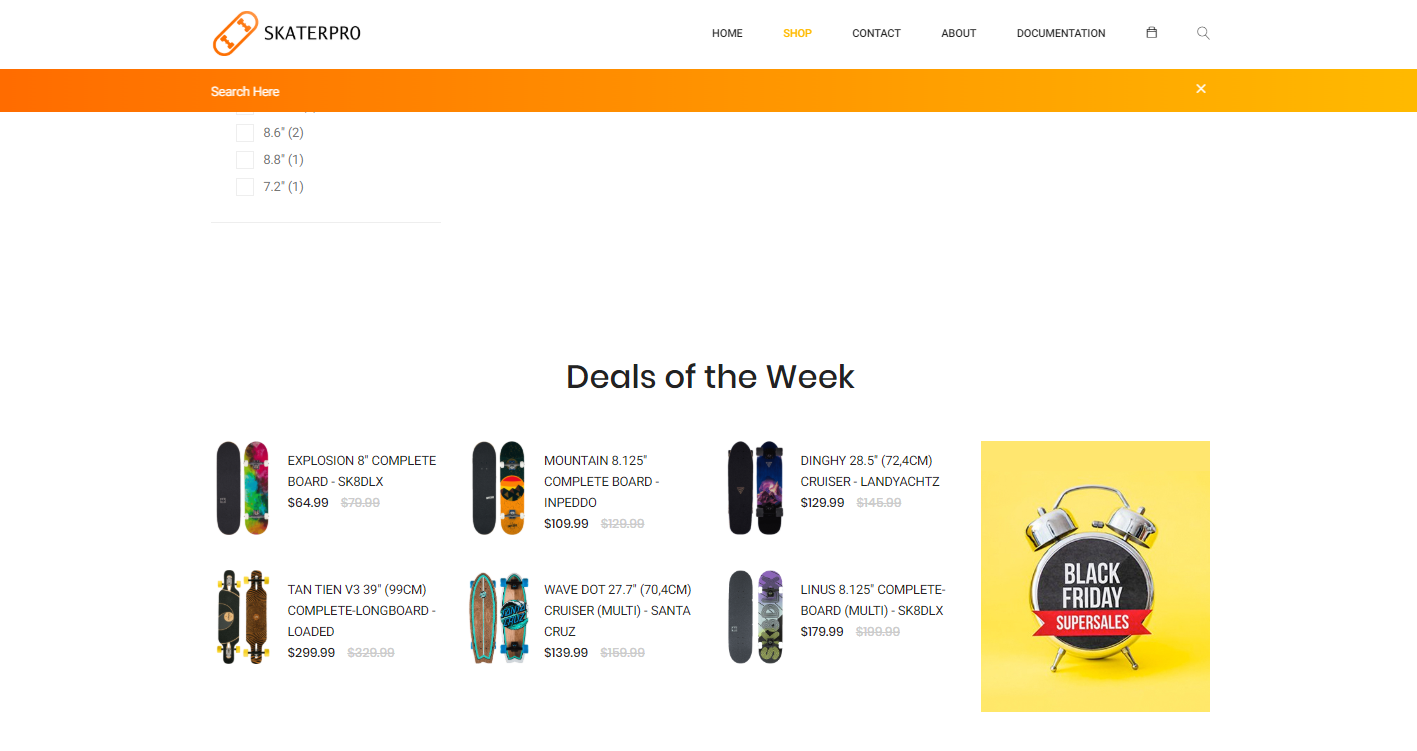 SKATERPRO
HOME
SHOP
CONTACT
ABOUT
DOCUMENTATION
Search Here
8.6" (2)
8.8" (1)
7.2" (1)
Deals of the Week
EXPLOSION 8" COMPLETE
BOARD - SK8DLX
$64.99 $79.99
MOUNTAIN 8.125"
COMPLETE BOARD -
INPEDDO
$109.99 $129.99
DINGHY 28.5" (72,4CM)
CRUISER - LANDYACHTZ
$129.99 $145.99
TAN TIEN V3 39" (99CM)
COMPLETE-LONGBOARD -
LOADED
$299.99 $329.99
WAVE DOT 27.7" (70,4CM)
CRUISER (MULTI) - SANTA
CRUZ
$139.99 $159.99
LINUS 8.125" COMPLETE-
BOARD (MULTI) - SK8DLX
$179.99 $199.99
BLACK
FRIDAY
SUPERSALES